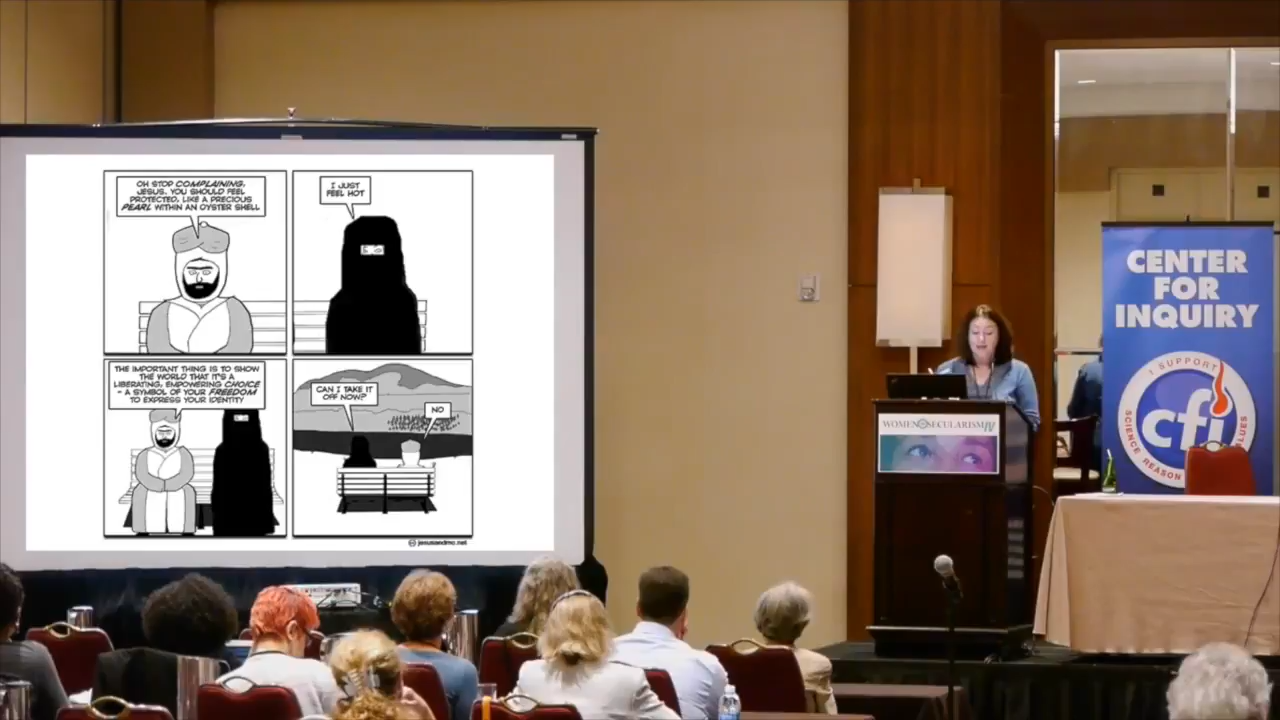 OH STOP COMPLAINING,
JESUS. YOU SHOULD FEEL
PROTECTED, LIKE A PRECIOUS
PEARL WITHIN AN OYSTER SHELL
I JUST
FEEL HOT
THE IMPORTANT THING IS TO SHOW
THE WORLD THAT IT'S A
LIBERATING, EMPOWERING CHOICE
- A SYMBOL OF YOUR FREEDOM
TO EXPRESS YOUR IDENTITY
CAN I TAKE IT
OFF NOW?
NO
jesusandmo.net
WOMEN IN SECULARISM IV
CENTER
FOR
INQUIRY
I SUPPORT
cfi
SCIENCE REASON